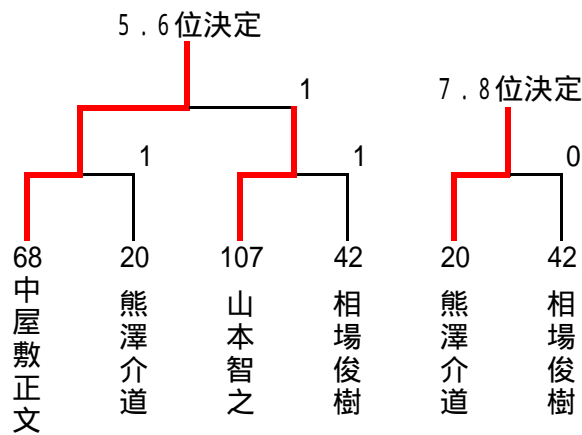 5．6位決定
1
7．8位決定
1
1
0
68
20
107
42
20
42
中屋敷正文
熊澤介道
山本智之
相場俊樹
熊澤介道
相場俊樹